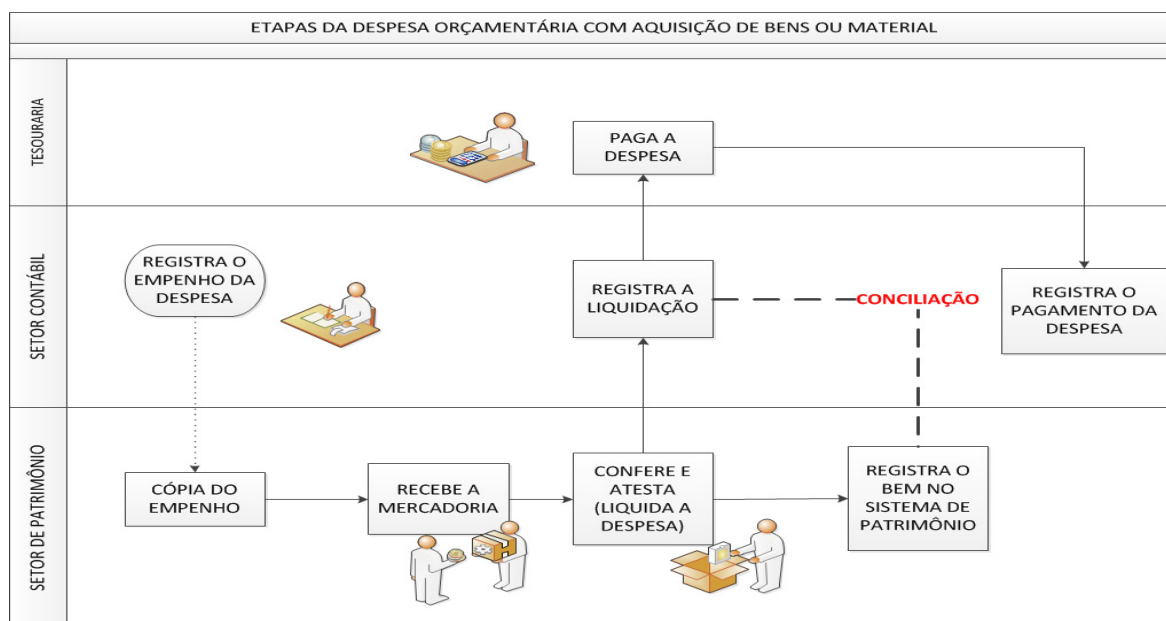 ETAPAS DA DESPESA ORÇAMENTÁRIA COM AQUISIÇÃO DE BENS OU MATERIAL
TESOURARIA
PAGA A
DESPESA
SETOR CONTÁBIL
REGISTRA O
EMPENHO DA
DESPESA
REGISTRA A
LIQUIDAÇÃO
CONCILIAÇÃO
REGISTRA O
PAGAMENTO DA
DESPESA
SETOR DE PATRIMÔNIO
CÓPIA DO
EMPENHO
RECEBE A
MERCADORIA
CONFERE E
ATESTA
(LIQUIDA A
DESPESA)
REGISTRA O
BEM NO
SISTEMA DE
PATRIMÔNIO